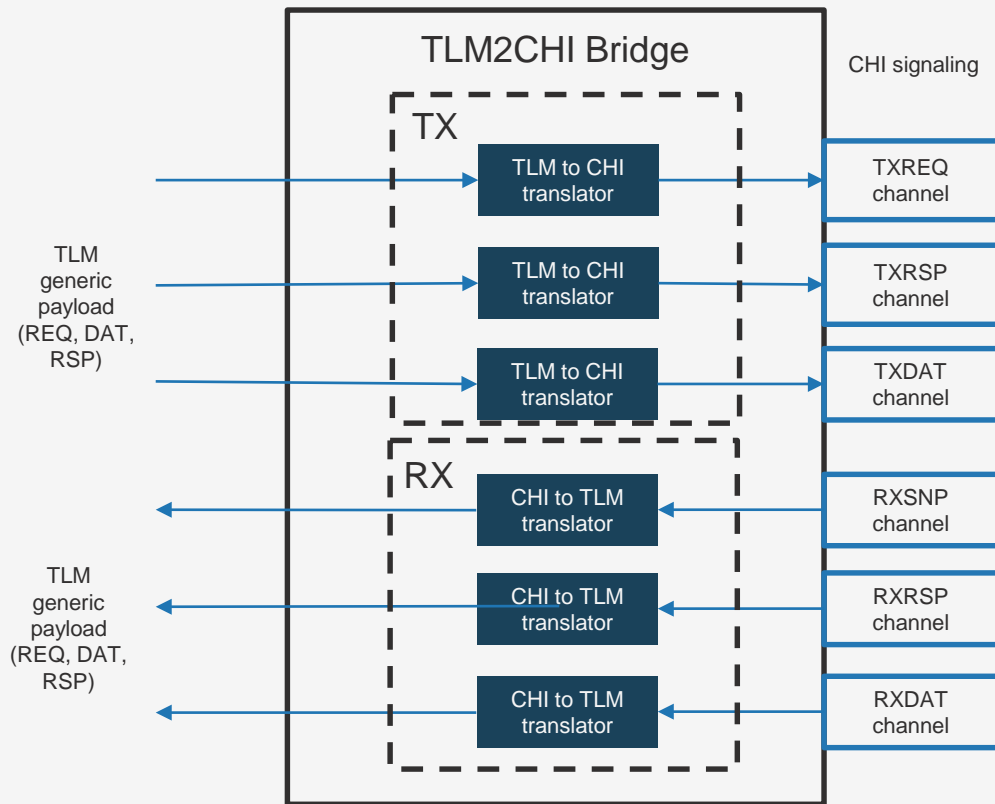 TLM2CHI Bridge
CHI signaling
TX
TLM to CHI
translator
TXREQ
channel
TLM
generic
payload
(REQ, DAT,
RSP)
TLM to CHI
translator
TXRSP
channel
TLM to CHI
translator
TXDAT
channel
RX
CHI to TLM
translator
RXSNP
channel
TLM
generic
payload
(REQ, DAT,
RSP)
CHI to TLM
translator
RXRSP
channel
CHI to TLM
translator
RXDAT
channel